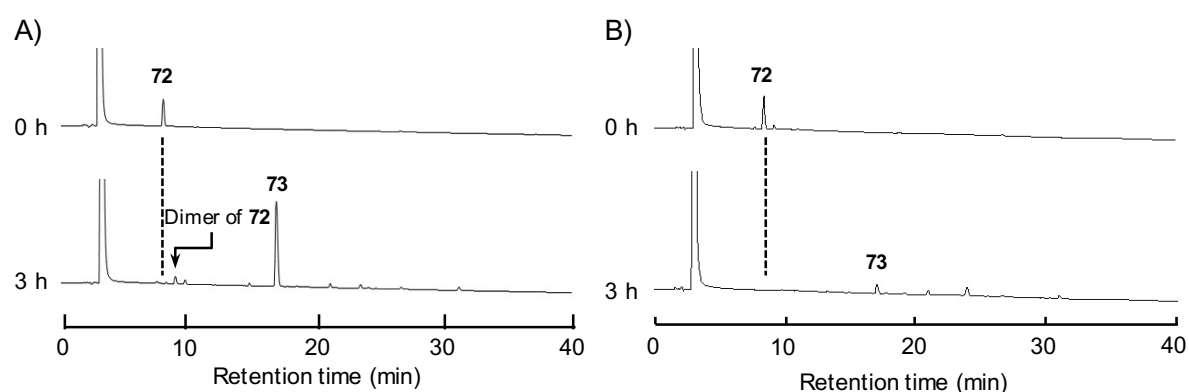 A)
72
0 h
73
Dimer of 72
3 h
0 10 20 30 40
Retention time (min)
B)
72
0 h
73
3 h
0 10 20 30 40
Retention time (min)